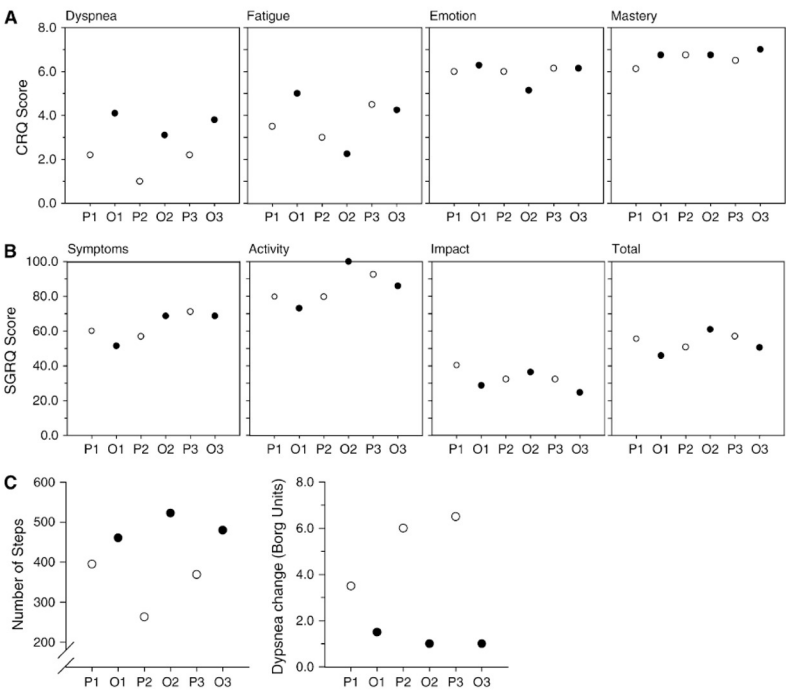 A
Dyspnea Fatigue Emotion Mastery
CRQ Score
8.0
6.0
4.0
2.0
0.0
P1 O1 P2 O2 P3 O3 P1 O1 P2 O2 P3 O3 P1 O1 P2 O2 P3 O3 P1 O1 P2 O2 P3 O3
B
Symptoms Activity Impact Total
SGRQ Score
100.0
80.0
60.0
40.0
20.0
0.0
P1 O1 P2 O2 P3 O3 P1 O1 P2 O2 P3 O3 P1 O1 P2 O2 P3 O3 P1 O1 P2 O2 P3 O3
C
Number of Steps
600
500
400
300
200
P1 O1 P2 O2 P3 O3
Dypsnea change (Borg Units)
8.0
6.0
4.0
2.0
0.0
P1 O1 P2 O2 P3 O3